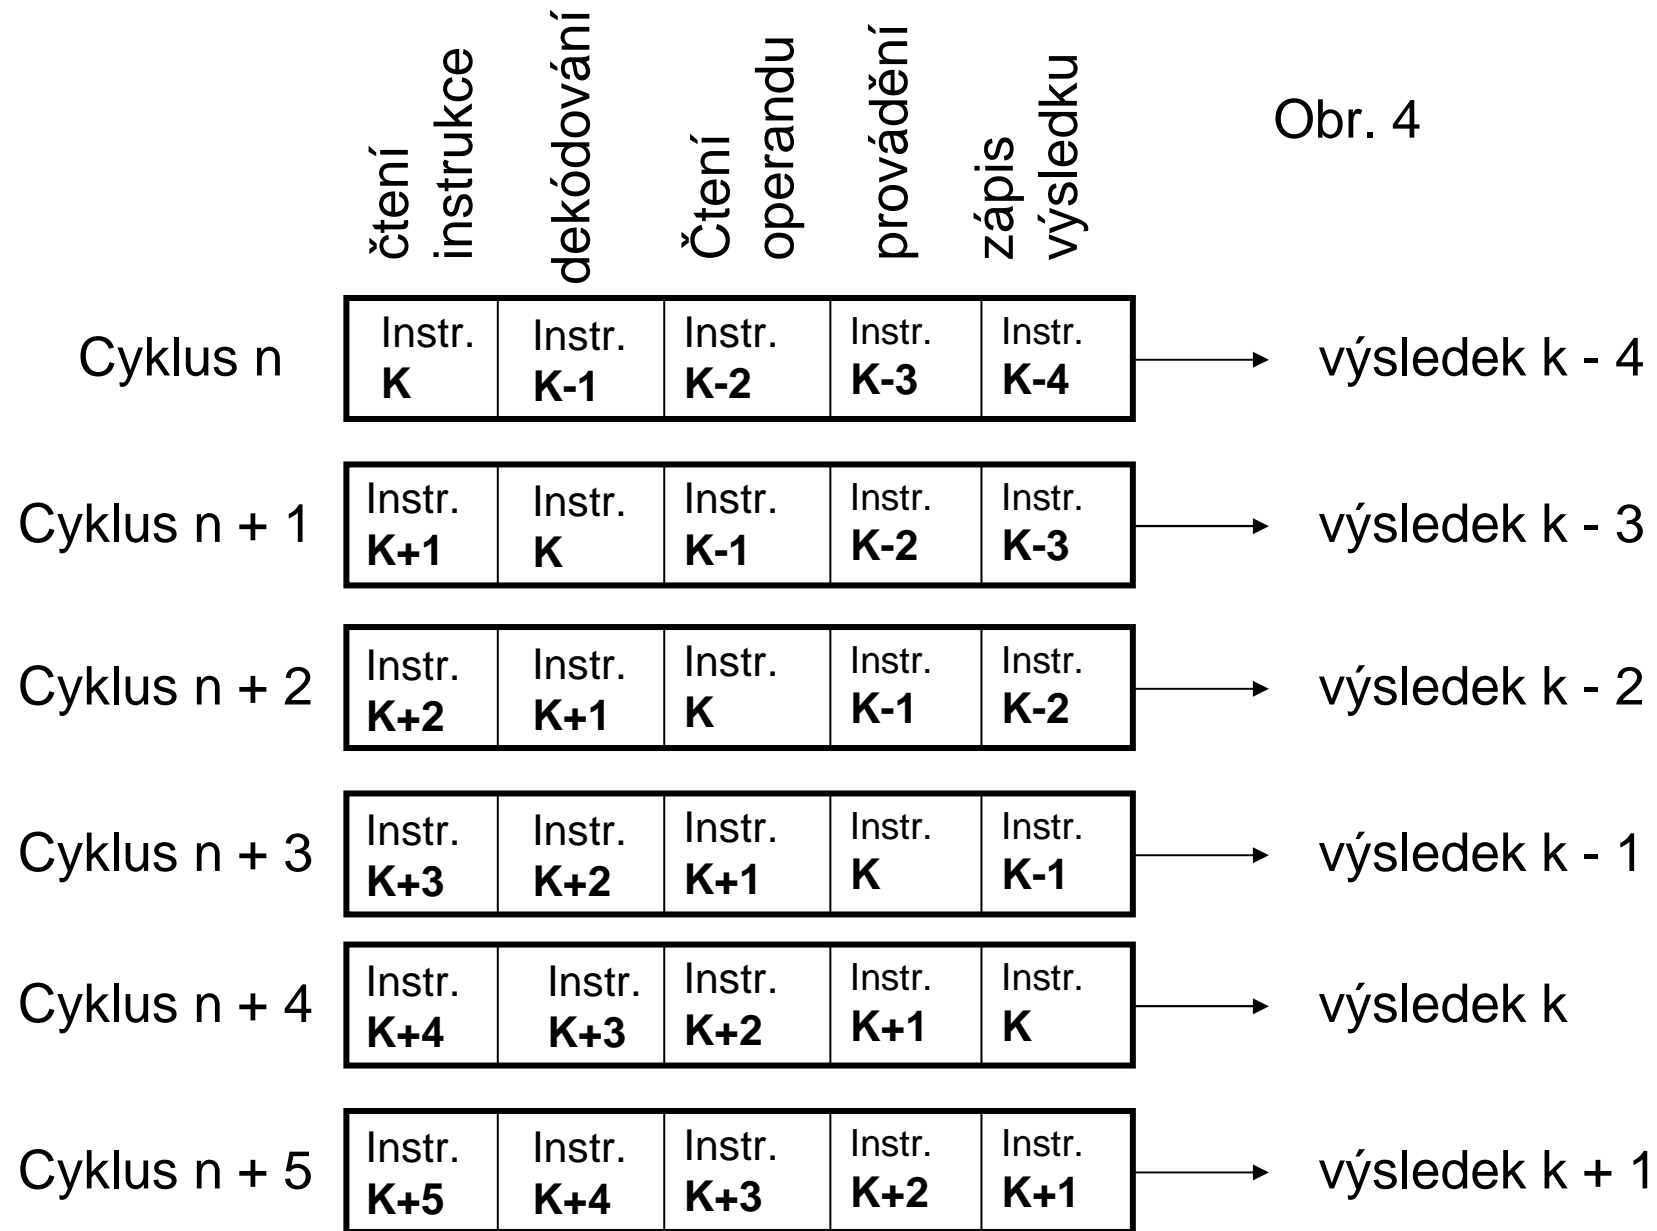 čtení
instrukce
dekódování
Čtení
operandu
provádění
zápis
výsledku
Obr. 4
Cyklus n
Instr. Instr. Instr. Instr. Instr.
K K-1 K-2 K-3 K-4
výsledek k - 4
Cyklus n + 1
Instr. Instr. Instr. Instr. Instr.
K+1 K K-1 K-2 K-3
výsledek k - 3
Cyklus n + 2
Instr. Instr. Instr. Instr. Instr.
K+2 K+1 K K-1 K-2
výsledek k - 2
Cyklus n + 3
Instr. Instr. Instr. Instr. Instr.
K+3 K+2 K+1 K K-1
výsledek k - 1
Cyklus n + 4
Instr. Instr. Instr. Instr. Instr.
K+4 K+3 K+2 K+1 K
výsledek k
Cyklus n + 5
Instr. Instr. Instr. Instr. Instr.
K+5 K+4 K+3 K+2 K+1
výsledek k + 1